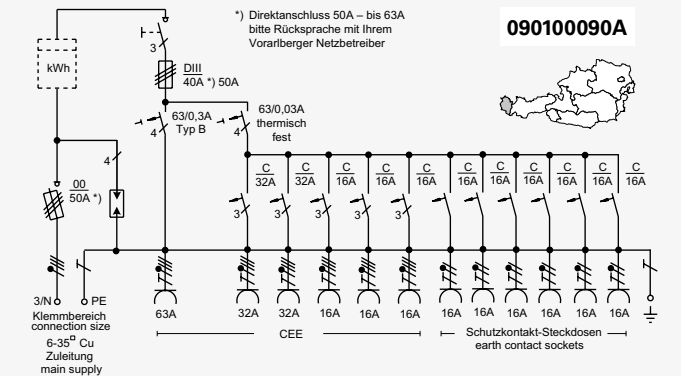 *) Direktanschluss 50A – bis 63A
bitte Rücksprache mit Ihrem
Vorarlberger Netzbetreiber
090100090A
kWh
3
DIII
40A *) 50A
63/0,3A
Typ B
4
63/0,03A
thermisch
fest
4
4
00
50A *)
C C C C C C C C C C C
32A 32A 16A 16A 16A 16A 16A 16A 16A 16A 16A
3 3 3 3 3
3/N PE
63A 32A 32A 16A 16A 16A 16A 16A 16A 16A 16A 16A
Klemmbereich
connection size
6-35□ Cu
Zuleitung
main supply
CEE
Schutzkontakt-Steckdosen
earth contact sockets